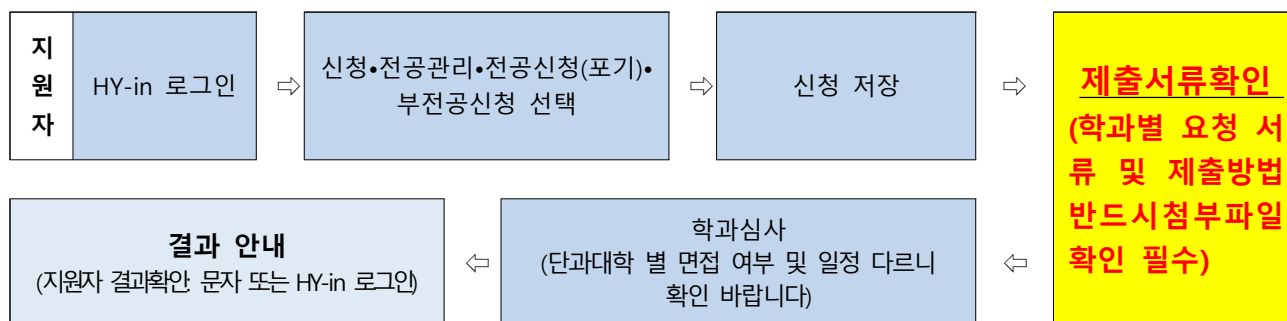 지
원
자
HY-in 로그인
⇨
신청•전공관리•전공신청(포기)•
부전공신청 선택
⇨
신청 저장
⇨
제출서류확인
(학과별 요청 서
류 및 제출방법
반드시첨부파일
확인 필수)
⇦
학과심사
(단과대학 별 면접 여부 및 일정 다르니
확인 바랍니다)
⇦
결과 안내
(지원자 결과확인: 문자 또는 HY-in 로그인)